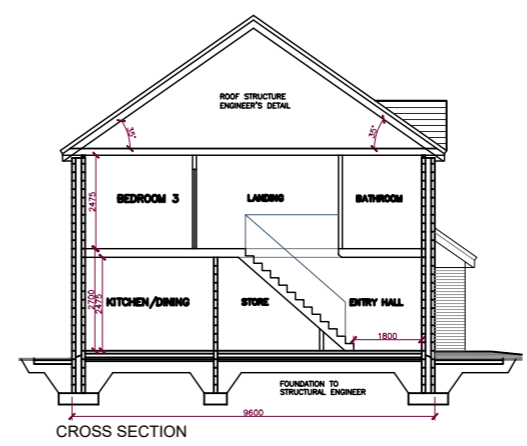 ROOF STRUCTURE
ENGINEER'S DETAIL
35°
35°
2475
BEDROOM 3
LANDING
BATHROOM
2700
2475
KITCHEN/DINING
STORE
ENTRY HALL
1800
FOUNDATION TO
STRUCTURAL ENGINEER
9600
CROSS SECTION